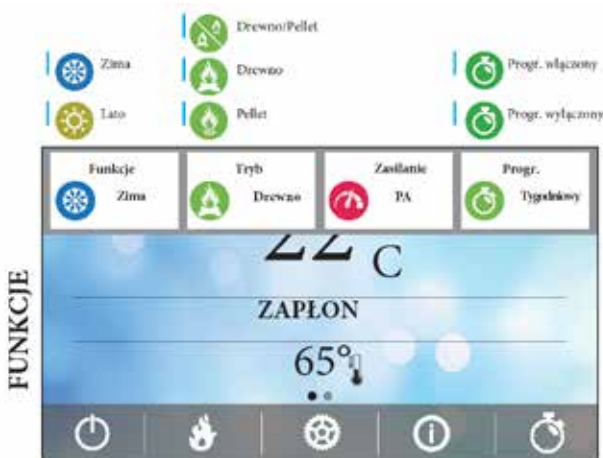 Drewno/Pellet
Zima
Drewno
Progr. włączony
Lato
Pellet
Progr. wyłączony
Funkcje
Zima
Tryb
Drewno
Zasilanie
PA
Progr.
Tygodniowy
22 C
ZAPŁON
65°
FUNKCJE